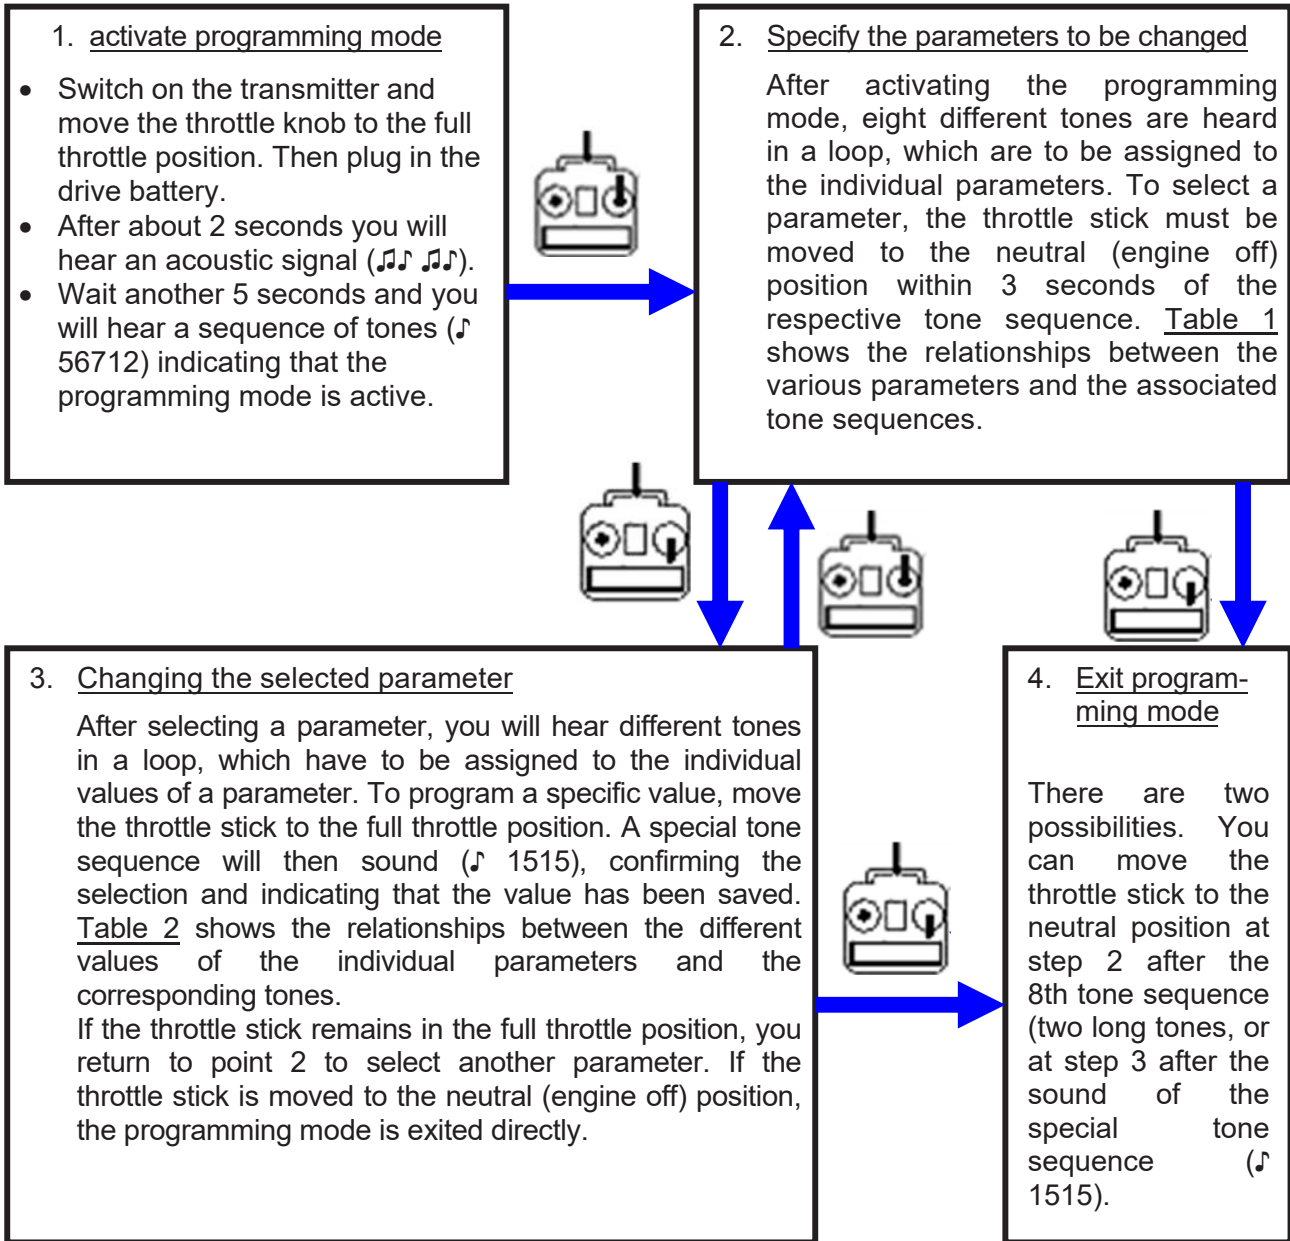 1. activate programming mode
• Switch on the transmitter and
move the throttle knob to the full
throttle position. Then plug in the
drive battery.
• After about 2 seconds you will
hear an acoustic signal (♫♪ ♫♪).
• Wait another 5 seconds and you
will hear a sequence of tones (♪
56712) indicating that the
programming mode is active.
2. Specify the parameters to be changed
After activating the programming
mode, eight different tones are heard
in a loop, which are to be assigned to
the individual parameters. To select a
parameter, the throttle stick must be
moved to the neutral (engine off)
position within 3 seconds of the
respective tone sequence. Table 1
shows the relationships between the
various parameters and the associated
tone sequences.
3. Changing the selected parameter
After selecting a parameter, you will hear different tones
in a loop, which have to be assigned to the individual
values of a parameter. To program a specific value, move
the throttle stick to the full throttle position. A special tone
sequence will then sound (♪ 1515), confirming the
selection and indicating that the value has been saved.
Table 2 shows the relationships between the different
values of the individual parameters and the
corresponding tones.
If the throttle stick remains in the full throttle position, you
return to point 2 to select another parameter. If the
throttle stick is moved to the neutral (engine off) position,
the programming mode is exited directly.
4. Exit program-
ming mode
There are two
possibilities. You
can move the
throttle stick to the
neutral position at
step 2 after the
8th tone sequence
(two long tones, or
at step 3 after the
sound of the
special tone
sequence (♪
1515).